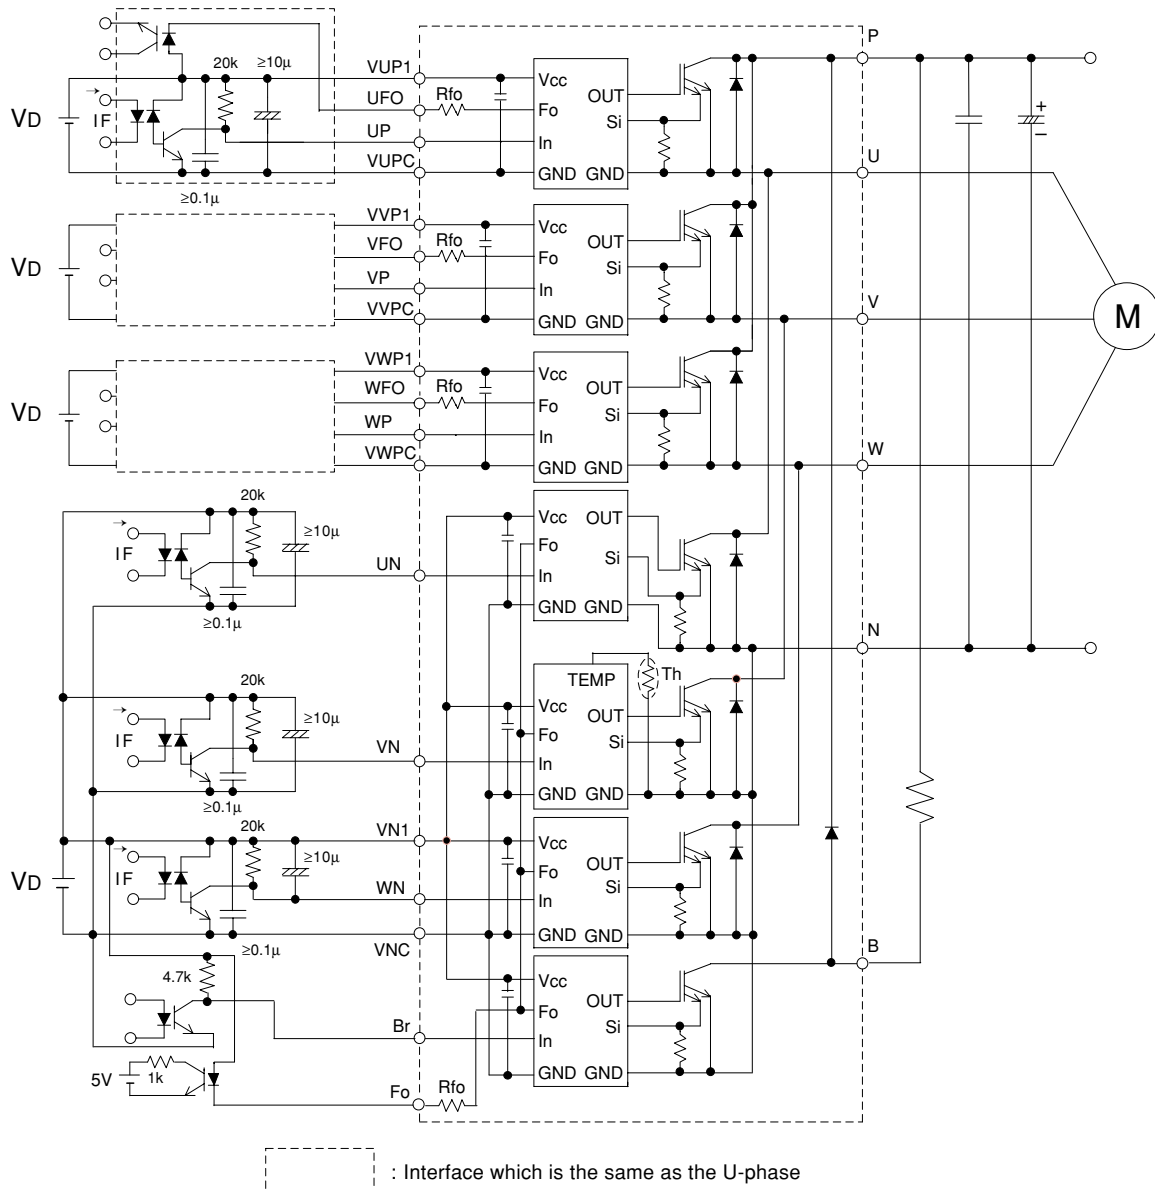 P
20k
≥10µ
VUP1
Vcc
UFO
Rfo
OUT
+
VD
IF
Fo
Si
–
UP
In
U
VUPC
GND GND
≥0.1µ
VVP1
Vcc
VFO
Rfo
OUT
VD
Fo
Si
VP
In
V
VVPC
GND GND
M
VWP1
Vcc
WFO
Rfo
OUT
VD
Fo
Si
WP
In
W
VWPC
GND GND
20k
≥10µ
Vcc
OUT
IF
Fo
Si
UN
In
GND GND
≥0.1µ
N
TEMP
Th
20k
≥10µ
Vcc
OUT
IF
Fo
Si
VN
In
GND GND
≥0.1µ
20k
VN1
Vcc
≥10µ
IF
OUT
VD
Fo
Si
WN
In
GND GND
B
VNC
≥0.1µ
4.7k
Vcc
OUT
Fo
Si
Br
In
5V
1k
GND GND
Fo
Rfo
: Interface which is the same as the U-phase